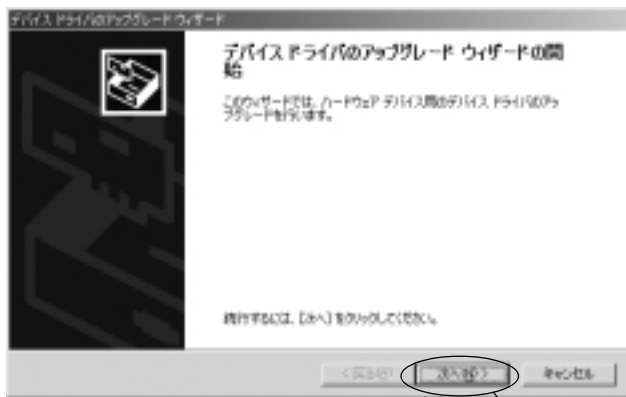 デバイス ドライバのアップグレード ウィザード
デバイス ドライバのアップグレード ウィザードの開
始
このウィザードでは、ハードウェア デバイス用のデバイス ドライバのアッ
プグレードを行います。
続行するには、[次へ] をクリックしてください。
< 戻る(B)
次へ(N) >
キャンセル